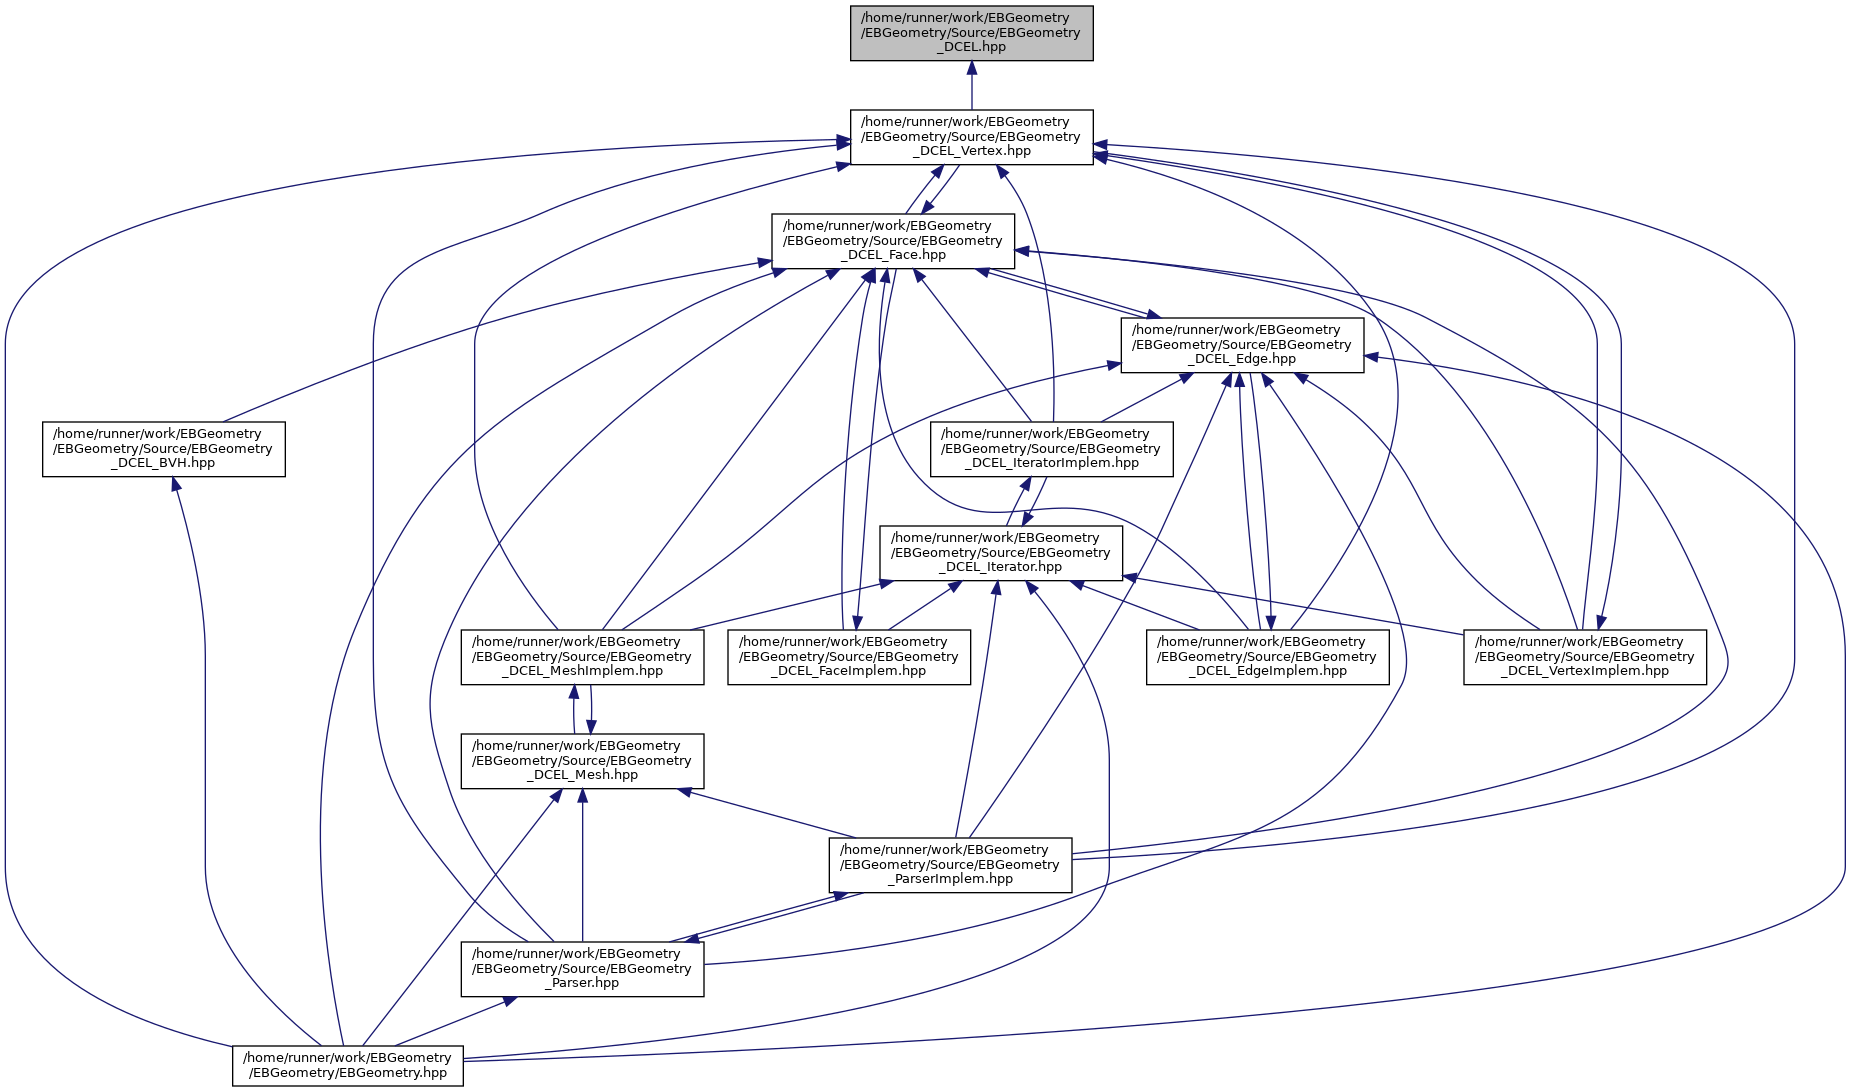 /home/runner/work/EBGeometry
/EBGeometry/Source/EBGeometry
_DCEL.hpp
/home/runner/work/EBGeometry
/EBGeometry/Source/EBGeometry
_DCEL_Vertex.hpp
/home/runner/work/EBGeometry
/EBGeometry/Source/EBGeometry
_DCEL_Face.hpp
/home/runner/work/EBGeometry
/EBGeometry/Source/EBGeometry
_DCEL_Edge.hpp
/home/runner/work/EBGeometry
/EBGeometry/Source/EBGeometry
_DCEL_BVH.hpp
/home/runner/work/EBGeometry
/EBGeometry/Source/EBGeometry
_DCEL_IteratorImplem.hpp
/home/runner/work/EBGeometry
/EBGeometry/Source/EBGeometry
_DCEL_Iterator.hpp
/home/runner/work/EBGeometry
/EBGeometry/Source/EBGeometry
_DCEL_MeshImplem.hpp
/home/runner/work/EBGeometry
/EBGeometry/Source/EBGeometry
_DCEL_FaceImplem.hpp
/home/runner/work/EBGeometry
/EBGeometry/Source/EBGeometry
_DCEL_EdgeImplem.hpp
/home/runner/work/EBGeometry
/EBGeometry/Source/EBGeometry
_DCEL_VertexImplem.hpp
/home/runner/work/EBGeometry
/EBGeometry/Source/EBGeometry
_DCEL_Mesh.hpp
/home/runner/work/EBGeometry
/EBGeometry/Source/EBGeometry
_ParserImplem.hpp
/home/runner/work/EBGeometry
/EBGeometry/Source/EBGeometry
_Parser.hpp
/home/runner/work/EBGeometry
/EBGeometry/EBGeometry.hpp